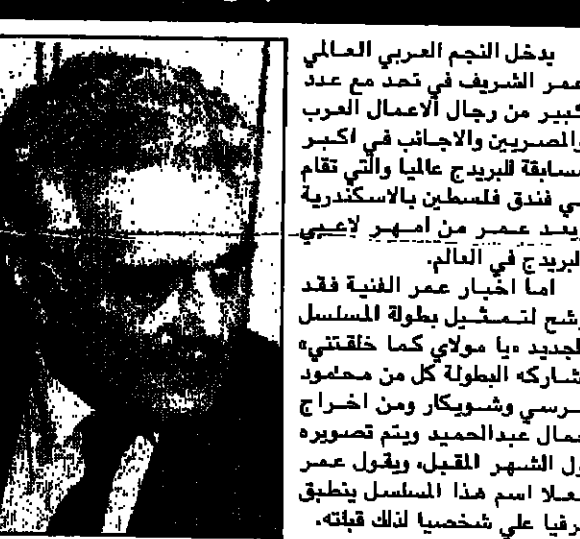 يدخل النجم العربي العالمي
عمر الشريف في تحد مع عدد
كبير من رجال الاعمال العرب
والمصريين والاجانب في اكبر
مسابقة للبريدج عالميا والتي تقام
في فندق فلسطين بالاسكندرية
ويعد عمر من امهر لاعبي
البريدج في العالم.
اما اخبار عمر الفنية فقد
رشح لتمثيل بطولة المسلسل
الجديد «يا مولاي كما خلقتني»
يشاركه البطولة كل من محمود
مرسي وشويكار ومن اخراج
جمال عبدالحميد ويتم تصويره
اول الشهر المقبل، ويقول عمر
فعلا اسم هذا المسلسل ينطبق
حرفيا علي شخصيا لذلك قبلته.